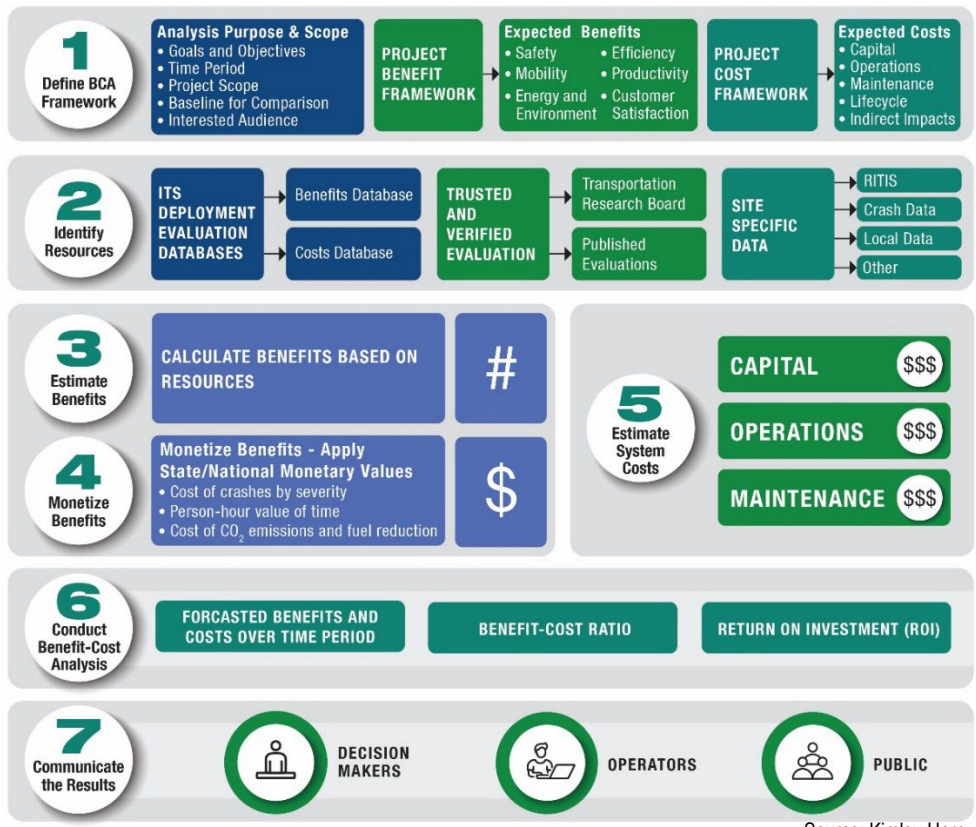 1
Define BCA
Framework
Analysis Purpose & Scope
• Goals and Objectives
• Time Period
• Project Scope
• Baseline for Comparison
• Interested Audience
PROJECT
BENEFIT
FRAMEWORK
Expected Benefits
• Safety
• Mobility
• Energy and
Environment
• Efficiency
• Productivity
• Customer
Satisfaction
PROJECT
COST
FRAMEWORK
Expected Costs
• Capital
• Operations
• Maintenance
• Lifecycle
• Indirect Impacts
2
Identify
Resources
ITS
DEPLOYMENT
EVALUATION
DATABASES
Benefits Database
Costs Database
TRUSTED
AND
VERIFIED
EVALUATION
Transportation
Research Board
Published
Evaluations
SITE
SPECIFIC
DATA
RITIS
Crash Data
Local Data
Other
3
Estimate
Benefits
CALCULATE BENEFITS BASED ON
RESOURCES
#
4
Monetize
Benefits
Monetize Benefits - Apply
State/National Monetary Values
• Cost of crashes by severity
• Person-hour value of time
• Cost of CO₂ emissions and fuel reduction
$
5
Estimate
System
Costs
CAPITAL $$$
OPERATIONS $$$
MAINTENANCE $$$
6
Conduct
Benefit-Cost
Analysis
FORCASTED BENEFITS AND
COSTS OVER TIME PERIOD
BENEFIT-COST RATIO
RETURN ON INVESTMENT (ROI)
7
Communicate
the Results
DECISION
MAKERS
OPERATORS
PUBLIC